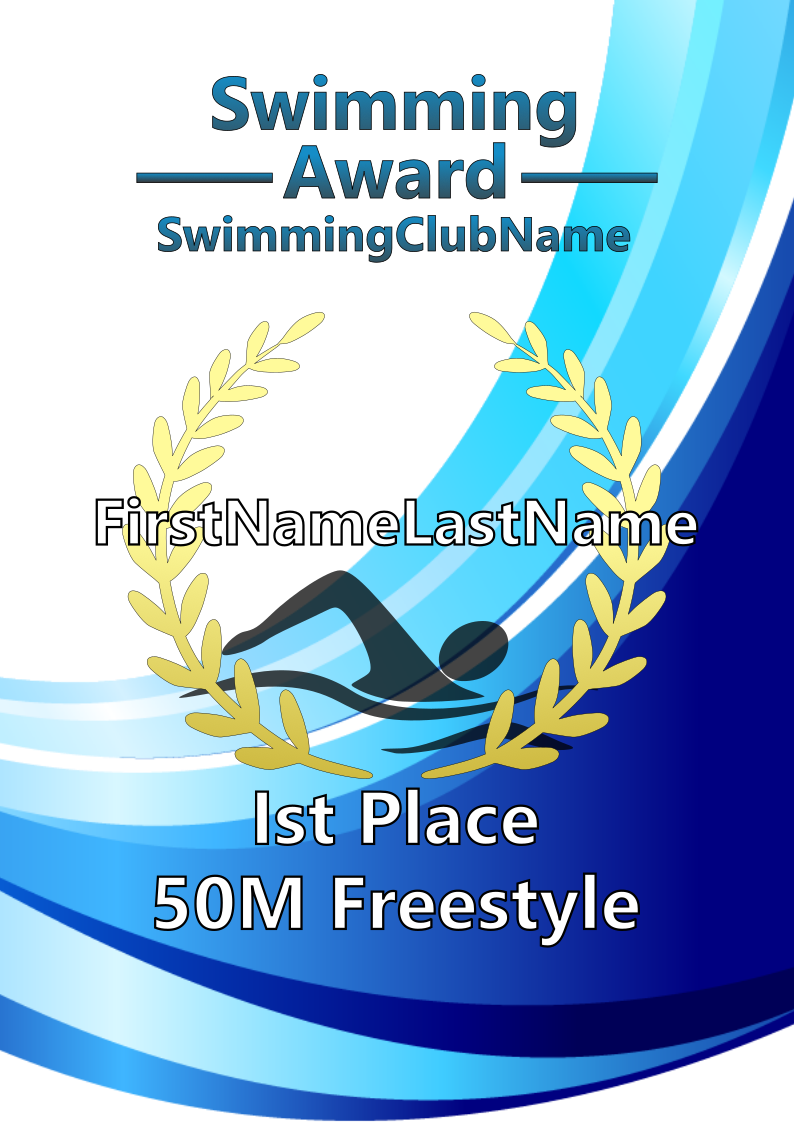 Swimming
Award
SwimmingClubName
FirstNameLastName
Ist Place
50M Freestyle